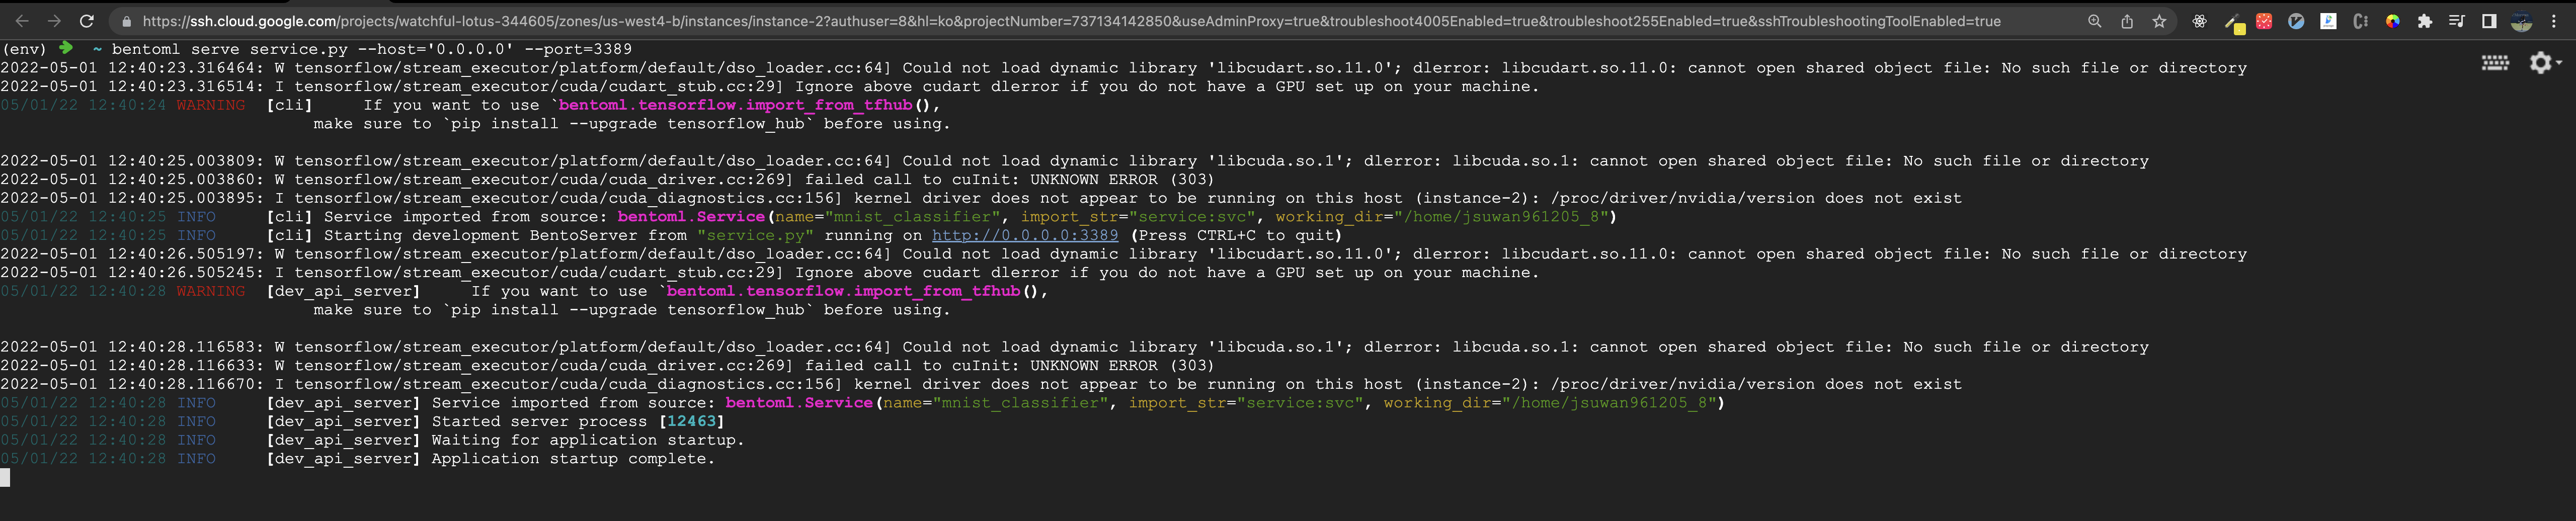 https://ssh.cloud.google.com/projects/watchful-lotus-344605/zones/us-west4-b/instances/instance-2?authuser=8&hl=ko&projectNumber=737134142850&useAdminProxy=true&troubleshoot4005Enabled=true&troubleshoot255Enabled=true&sshTroubleshootingToolEnabled=true
(env) ➜ ~ bentoml serve service.py --host='0.0.0.0' --port=3389
2022-05-01 12:40:23.316464: W tensorflow/stream_executor/platform/default/dso_loader.cc:64] Could not load dynamic library 'libcudart.so.11.0'; dlerror: libcudart.so.11.0: cannot open shared object file: No such file or directory
2022-05-01 12:40:23.316514: I tensorflow/stream_executor/cuda/cudart_stub.cc:29] Ignore above cudart dlerror if you do not have a GPU set up on your machine.
05/01/22 12:40:24 WARNING [cli] If you want to use `bentoml.tensorflow.import_from_tfhub(),
make sure to `pip install --upgrade tensorflow_hub` before using.
2022-05-01 12:40:25.003809: W tensorflow/stream_executor/platform/default/dso_loader.cc:64] Could not load dynamic library 'libcuda.so.1'; dlerror: libcuda.so.1: cannot open shared object file: No such file or directory
2022-05-01 12:40:25.003860: W tensorflow/stream_executor/cuda/cuda_driver.cc:269] failed call to cuInit: UNKNOWN ERROR (303)
2022-05-01 12:40:25.003895: I tensorflow/stream_executor/cuda/cuda_diagnostics.cc:156] kernel driver does not appear to be running on this host (instance-2): /proc/driver/nvidia/version does not exist
05/01/22 12:40:25 INFO [cli] Service imported from source: bentoml.Service(name="mnist_classifier", import_str="service:svc", working_dir="/home/jsuwan961205_8")
05/01/22 12:40:25 INFO [cli] Starting development BentoServer from "service.py" running on http://0.0.0.0:3389 (Press CTRL+C to quit)
2022-05-01 12:40:26.505197: W tensorflow/stream_executor/platform/default/dso_loader.cc:64] Could not load dynamic library 'libcudart.so.11.0'; dlerror: libcudart.so.11.0: cannot open shared object file: No such file or directory
2022-05-01 12:40:26.505245: I tensorflow/stream_executor/cuda/cudart_stub.cc:29] Ignore above cudart dlerror if you do not have a GPU set up on your machine.
05/01/22 12:40:28 WARNING [dev_api_server] If you want to use `bentoml.tensorflow.import_from_tfhub(),
make sure to `pip install --upgrade tensorflow_hub` before using.
2022-05-01 12:40:28.116583: W tensorflow/stream_executor/platform/default/dso_loader.cc:64] Could not load dynamic library 'libcuda.so.1'; dlerror: libcuda.so.1: cannot open shared object file: No such file or directory
2022-05-01 12:40:28.116633: W tensorflow/stream_executor/cuda/cuda_driver.cc:269] failed call to cuInit: UNKNOWN ERROR (303)
2022-05-01 12:40:28.116670: I tensorflow/stream_executor/cuda/cuda_diagnostics.cc:156] kernel driver does not appear to be running on this host (instance-2): /proc/driver/nvidia/version does not exist
05/01/22 12:40:28 INFO [dev_api_server] Service imported from source: bentoml.Service(name="mnist_classifier", import_str="service:svc", working_dir="/home/jsuwan961205_8")
05/01/22 12:40:28 INFO [dev_api_server] Started server process [12463]
05/01/22 12:40:28 INFO [dev_api_server] Waiting for application startup.
05/01/22 12:40:28 INFO [dev_api_server] Application startup complete.